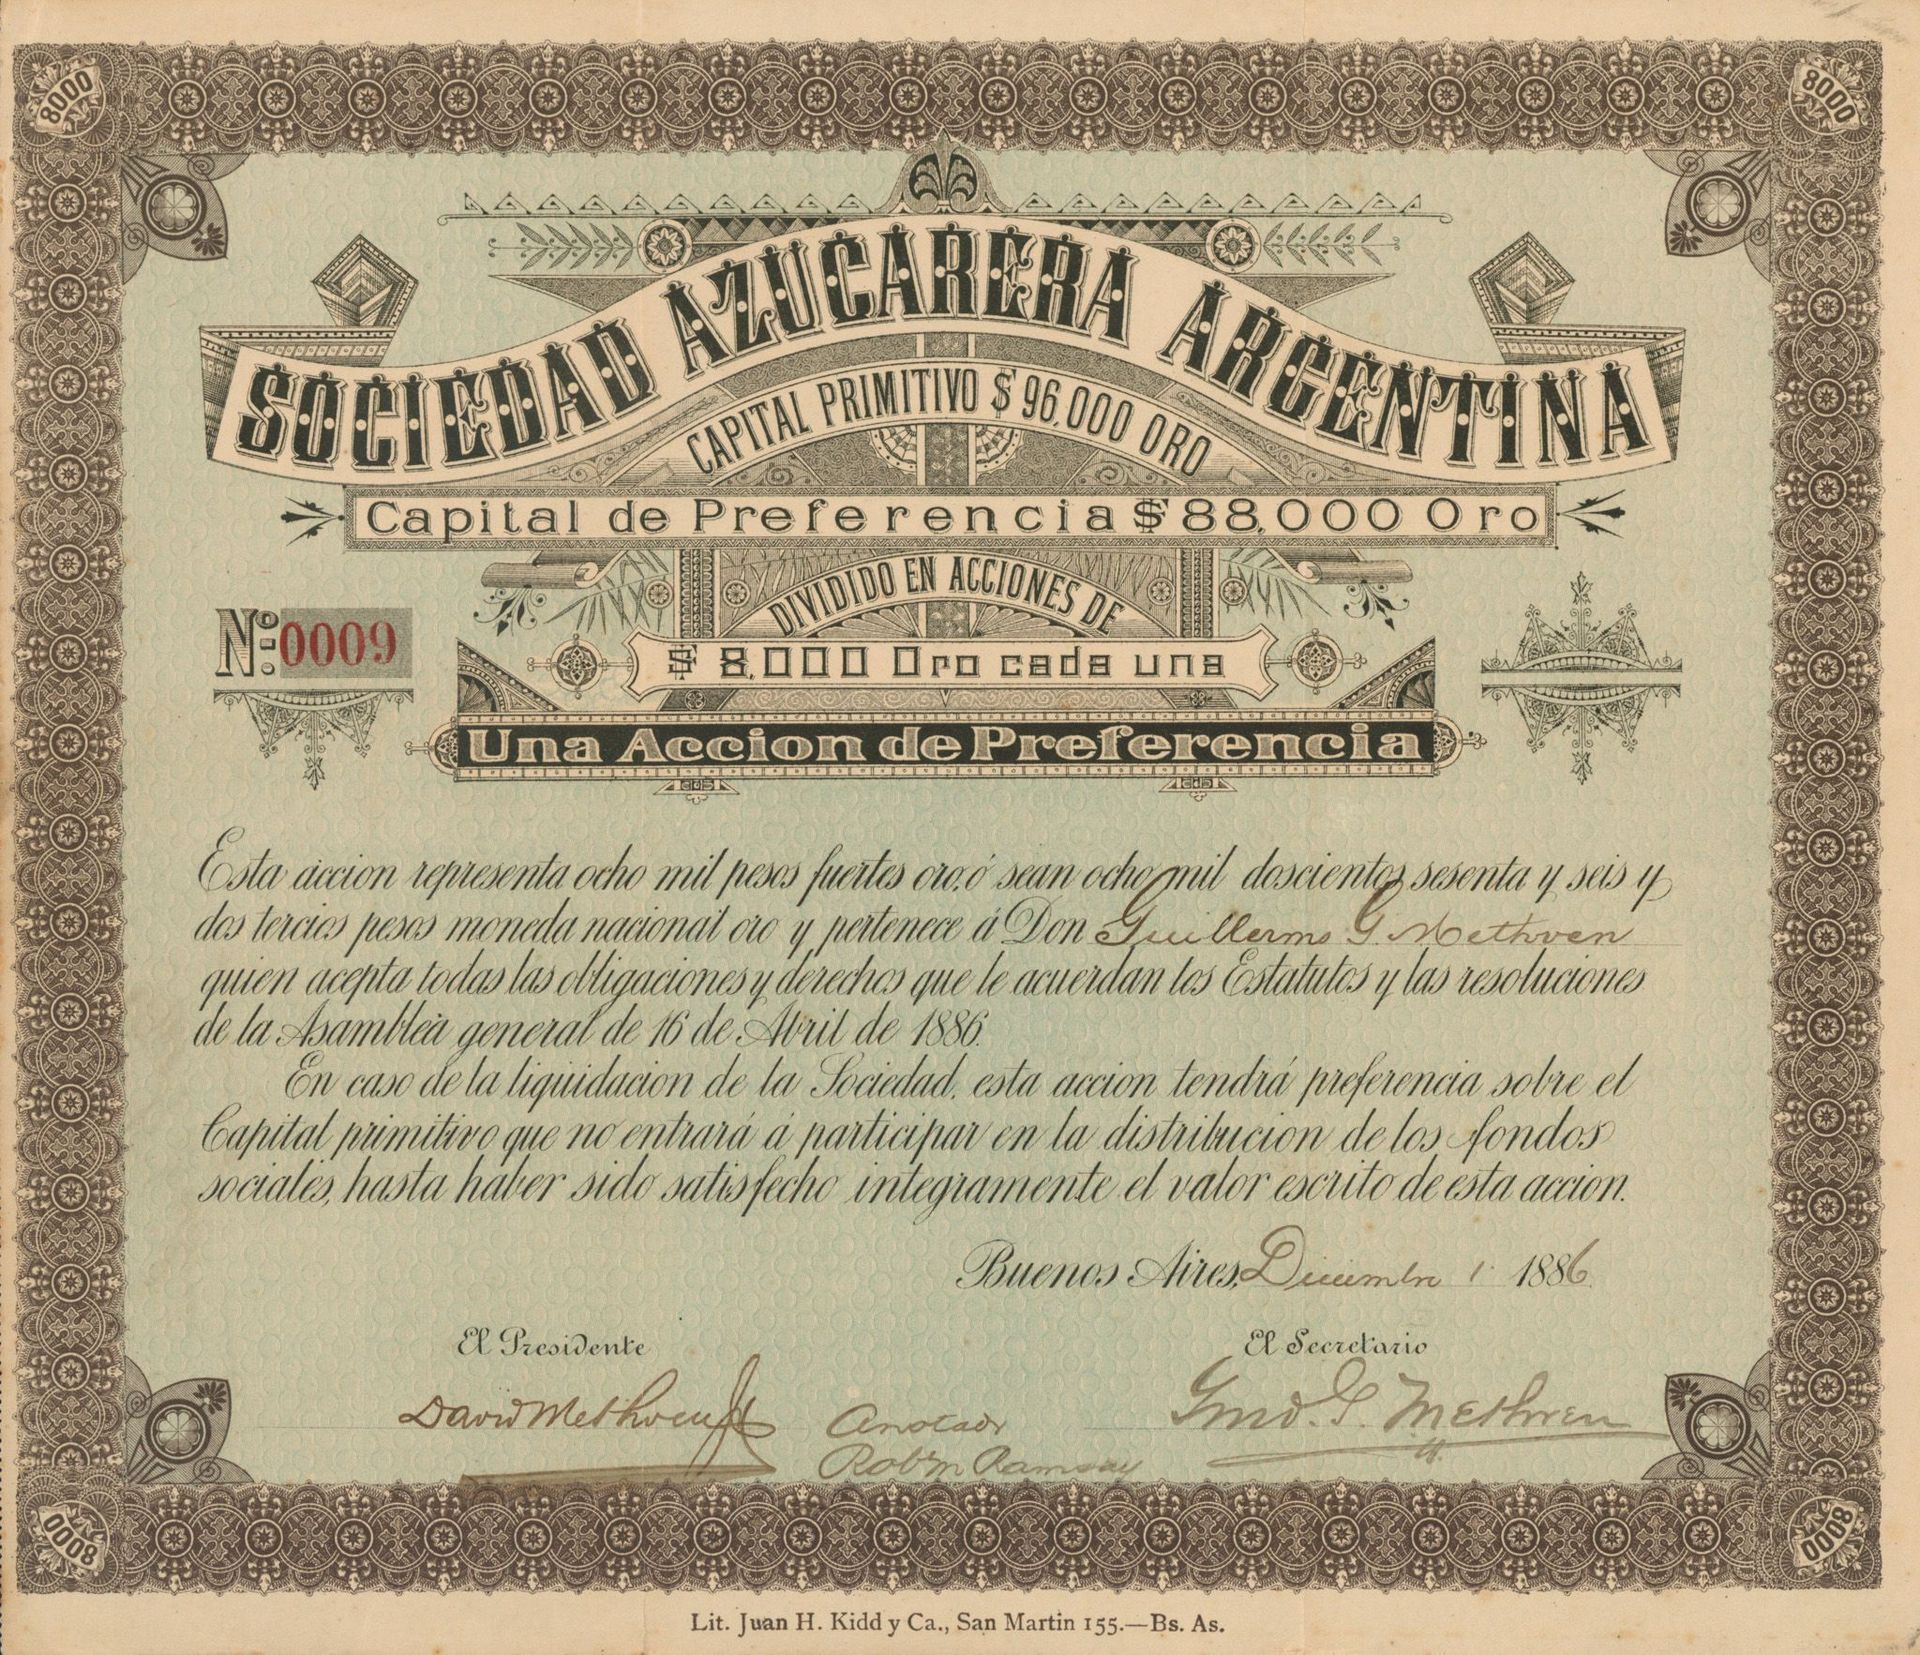 8000
8000
SOCIEDAD AZUCARERA ARGENTINA
CAPITAL PRIMITIVO $ 96,000 ORO
Capital de Preferencia $ 88,000 Oro
DIVIDIDO EN ACCIONES DE
Nº 0009
$ 8,000 Oro cada una
Una Accion de Preferencia
Esta accion representa ocho mil pesos fuertes oro, ó sean ocho mil doscientos sesenta y seis y
dos tercios pesos moneda nacional oro y pertenece á Don Guillermo G. Methven
quien acepta todas las obligaciones y derechos que le acuerdan los Estatutos y las resoluciones
de la Asamblea general de 16 de Abril de 1886.
En caso de la liquidacion de la Sociedad, esta accion tendrá preferencia sobre el
Capital primitivo que no entrará á participar en la distribucion de los fondos
sociales, hasta haber sido satisfecho integramente el valor escrito de esta accion.
Buenos Aires, Diciembre 1 1886
El Presidente
El Secretario
David Methven
Gmo. G. Methven
Anotado
Ramsay
8000
8000
Lit. Juan H. Kidd y Ca., San Martin 155.—Bs. As.